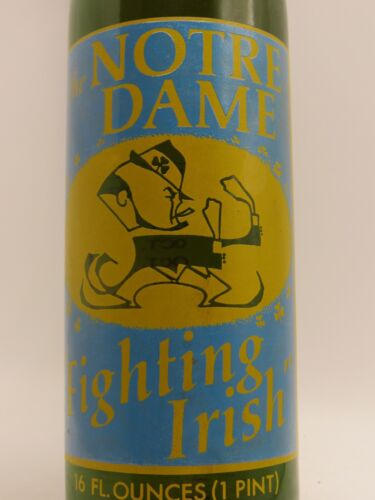 the NOTRE
DAME
Fighting
Irish"
16 FL. OUNCES (1 PINT)